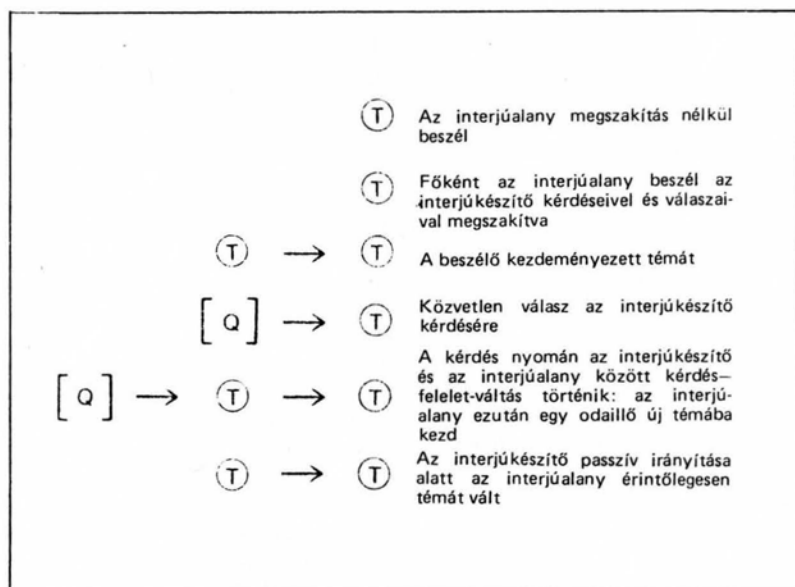 T Az interjúalany megszakítás nélkül
beszél
T Főként az interjúalany beszél az
interjúkészítő kérdéseivel és válaszai-
val megszakítva
T → T A beszélő kezdeményezett témát
[Q] → T Közvetlen válasz az interjúkészítő
kérdésére
[Q] → T → T A kérdés nyomán az interjúkészítő
és az interjúalany között kérdés–
felelet-váltás történik: az interjú-
alany ezután egy odaillő új témába
kezd
T → T Az interjúkészítő passzív irányítása
alatt az interjúalany érintőlegesen
témát vált